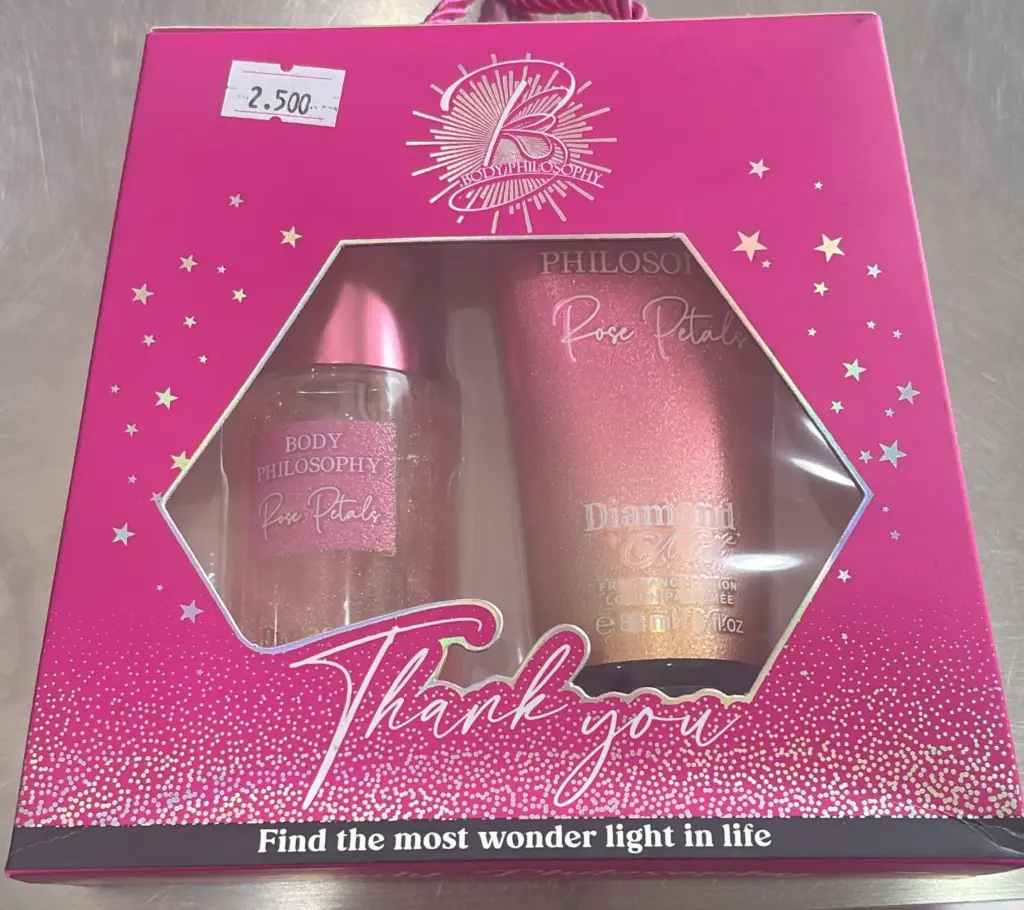 2.500
B
BODY PHILOSOPHY
BODY
PHILOSOPHY
Rose Petals
PHILOSOP
Rose Petals
Diamond
Thank you
Find the most wonder light in life